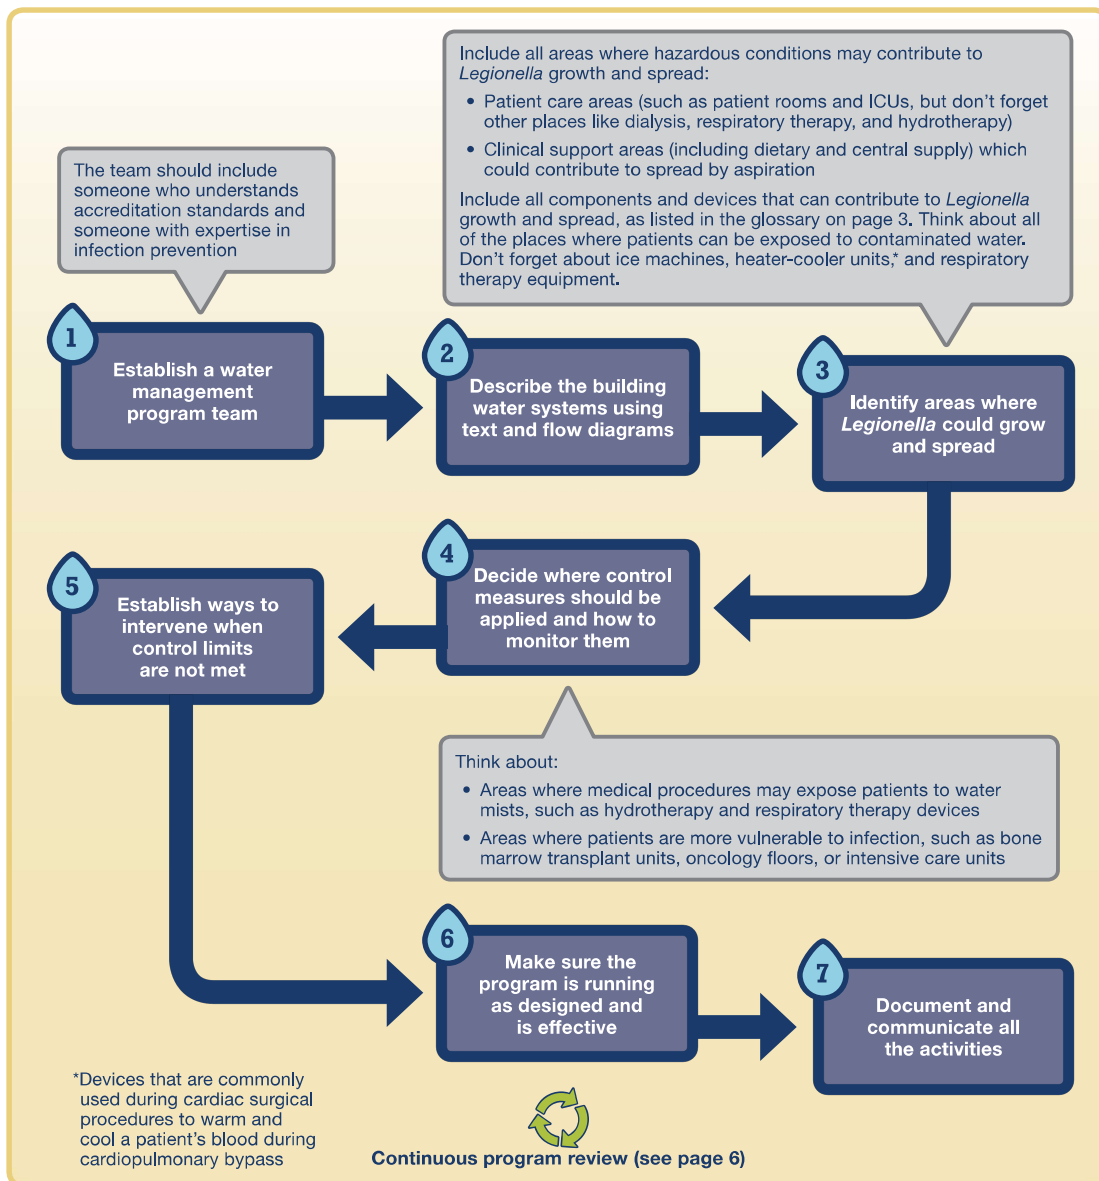 The team should include
someone who understands
accreditation standards and
someone with expertise in
infection prevention
Include all areas where hazardous conditions may contribute to
Legionella growth and spread:
• Patient care areas (such as patient rooms and ICUs, but don't forget
other places like dialysis, respiratory therapy, and hydrotherapy)
• Clinical support areas (including dietary and central supply) which
could contribute to spread by aspiration
Include all components and devices that can contribute to Legionella
growth and spread, as listed in the glossary on page 3. Think about all
of the places where patients can be exposed to contaminated water.
Don't forget about ice machines, heater-cooler units,* and respiratory
therapy equipment.
1
Establish a water
management
program team
2
Describe the building
water systems using
text and flow diagrams
3
Identify areas where
Legionella could grow
and spread
4
Decide where control
measures should be
applied and how to
monitor them
5
Establish ways to
intervene when
control limits
are not met
Think about:
• Areas where medical procedures may expose patients to water
mists, such as hydrotherapy and respiratory therapy devices
• Areas where patients are more vulnerable to infection, such as bone
marrow transplant units, oncology floors, or intensive care units
6
Make sure the
program is running
as designed and
is effective
7
Document and
communicate all
the activities
*Devices that are commonly
used during cardiac surgical
procedures to warm and
cool a patient's blood during
cardiopulmonary bypass
Continuous program review (see page 6)